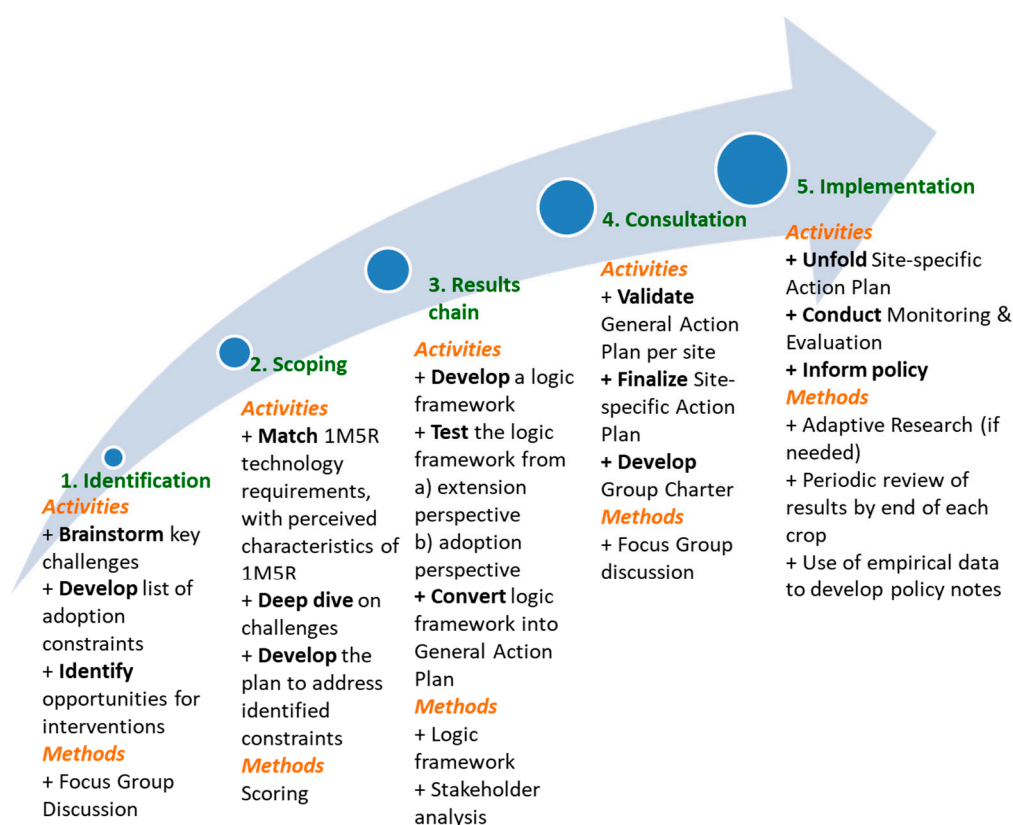 1. Identification
Activities
+ Brainstorm key
challenges
+ Develop list of
adoption
constraints
+ Identify
opportunities for
interventions
Methods
+ Focus Group
Discussion
2. Scoping
Activities
+ Match 1M5R
technology
requirements,
with perceived
characteristics of
1M5R
+ Deep dive on
challenges
+ Develop the
plan to address
identified
constraints
Methods
Scoring
3. Results
chain
Activities
+ Develop a logic
framework
+ Test the logic
framework from
a) extension
perspective
b) adoption
perspective
+ Convert logic
framework into
General Action
Plan
Methods
+ Logic
framework
+ Stakeholder
analysis
4. Consultation
Activities
+ Validate
General Action
Plan per site
+ Finalize Site-
specific Action
Plan
+ Develop
Group Charter
Methods
+ Focus Group
discussion
5. Implementation
Activities
+ Unfold Site-specific
Action Plan
+ Conduct Monitoring &
Evaluation
+ Inform policy
Methods
+ Adaptive Research (if
needed)
+ Periodic review of
results by end of each
crop
+ Use of empirical data
to develop policy notes